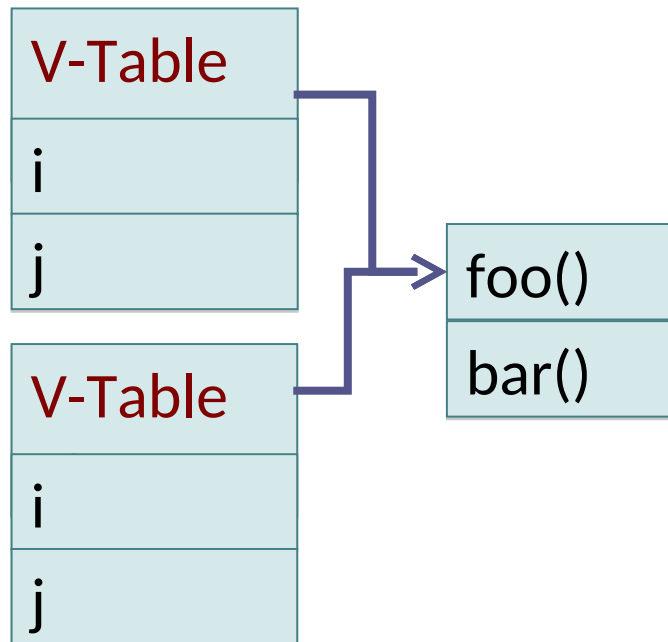 V-Table
i
j
foo()
bar()
V-Table
i
j